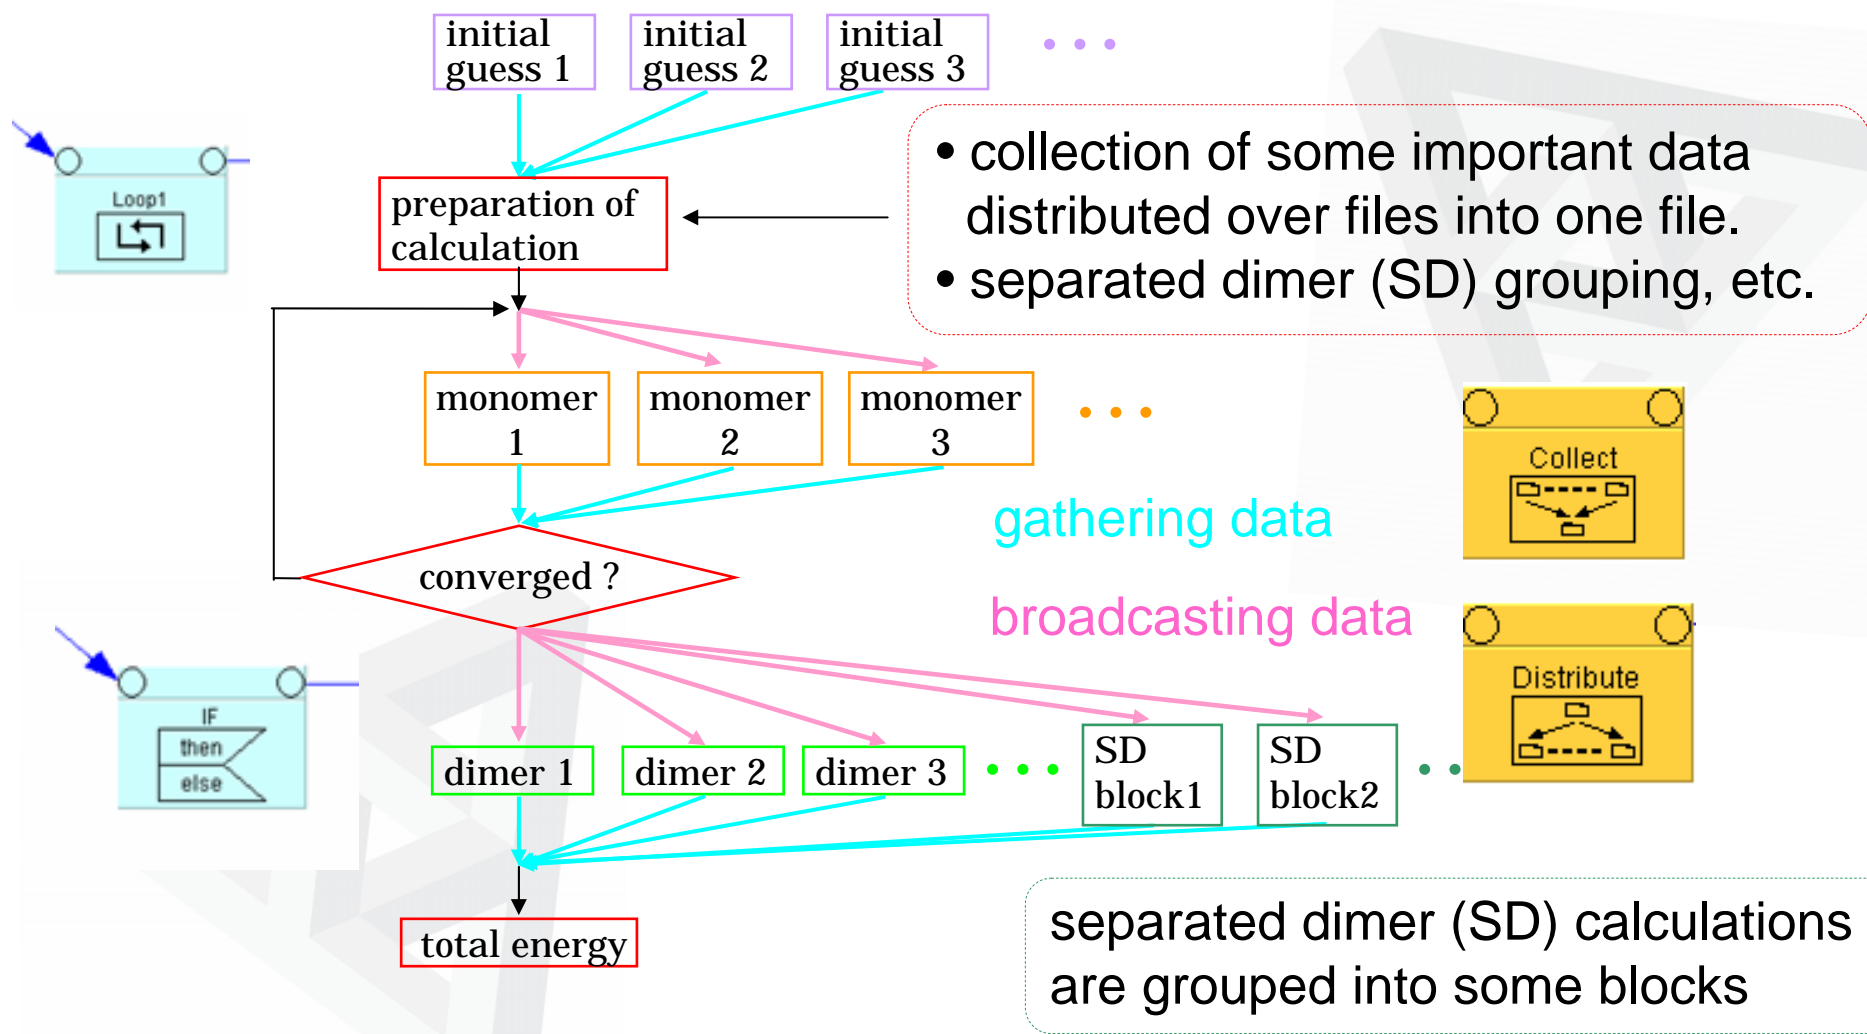 initial
guess 1
initial
guess 2
initial
guess 3
• collection of some important data
distributed over files into one file.
• separated dimer (SD) grouping, etc.
Loop1
preparation of
calculation
monomer
1
monomer
2
monomer
3
Collect
gathering data
converged ?
broadcasting data
Distribute
IF
then
else
dimer 1
dimer 2
dimer 3
SD
block1
SD
block2
total energy
separated dimer (SD) calculations
are grouped into some blocks